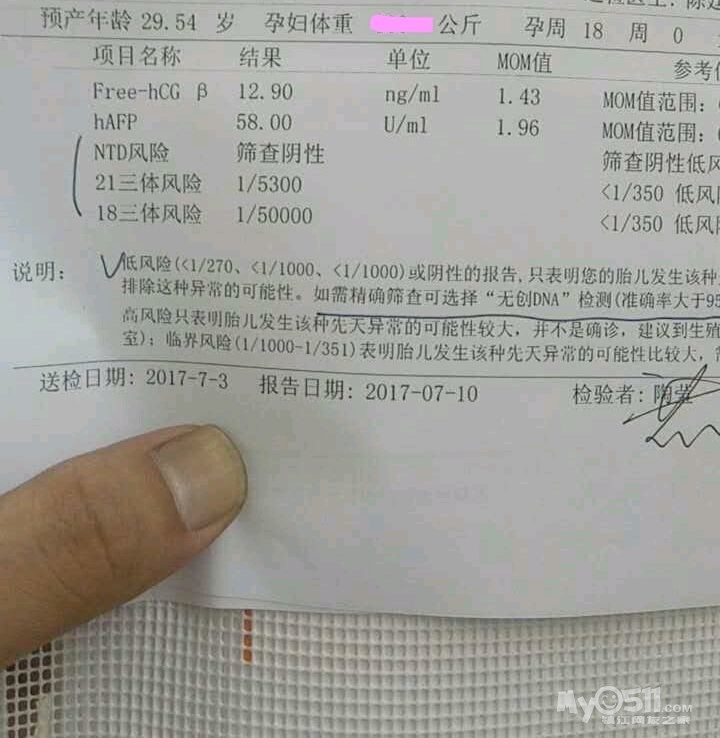 预产年龄 29.54 岁 孕妇体重 公斤 孕周 18 周 0
项目名称 结果 单位 MOM值 参考
Free-hCG β 12.90 ng/ml 1.43 MOM值范围:
hAFP 58.00 U/ml 1.96 MOM值范围:
NTD风险 筛查阴性 筛查阴性低风
21三体风险 1/5300 <1/350 低风
18三体风险 1/50000 <1/350 低风
说明: 低风险(<1/270、<1/1000、<1/1000)或阴性的报告,只表明您的胎儿发生该种
排除这种异常的可能性。如需精确筛查可选择“无创DNA”检测(准确率大于95
高风险只表明胎儿发生该种先天异常的可能性较大，并不是确诊，建议到生殖
室); 临界风险(1/1000-1/351)表明胎儿发生该种先天异常的可能性比较大，
送检日期: 2017-7-3 报告日期: 2017-07-10 检验者: 陶莹
My0511.COM
镇江网友之家